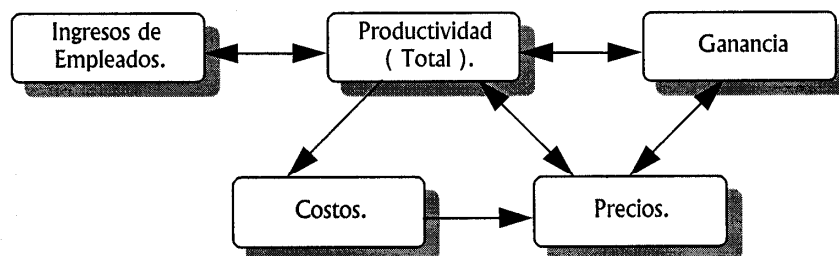 Ingresos de
Empleados.
Productividad
( Total ).
Ganancia
Costos.
Precios.